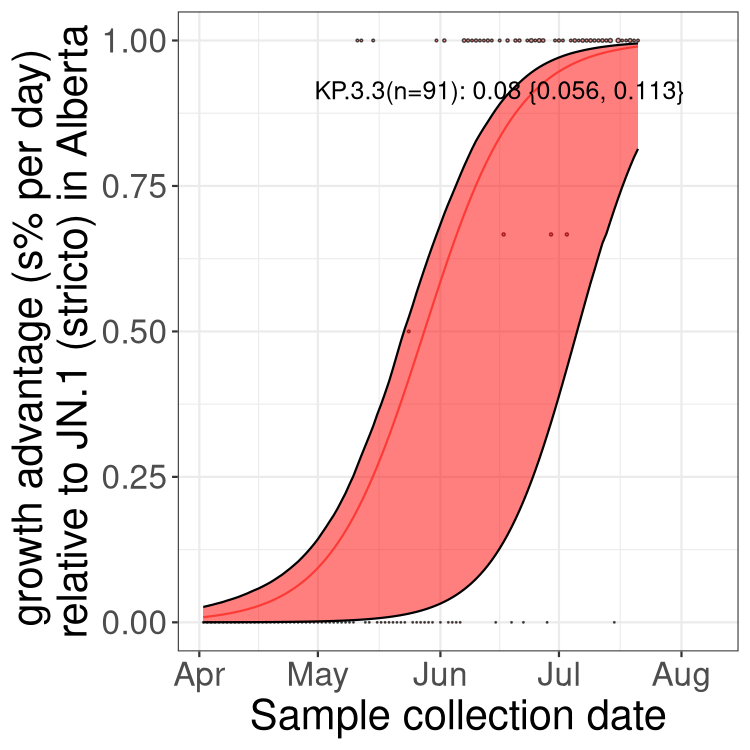 growth advantage (s% per day)
relative to JN.1 (stricto) in Alberta
1.00
0.75
0.50
0.25
0.00
KP.3.3(n=91): 0.08 {0.056, 0.113}
Apr May Jun Jul Aug
Sample collection date